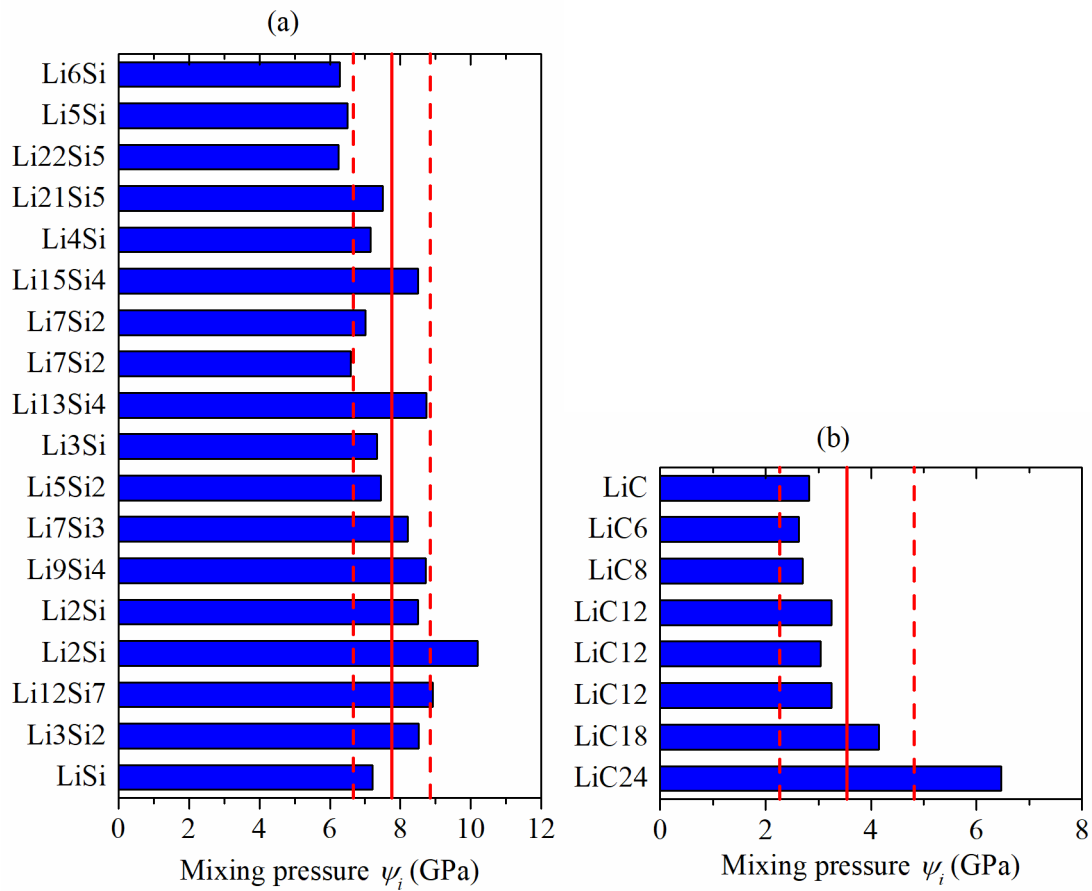 (a)
Li6Si
Li5Si
Li22Si5
Li21Si5
Li4Si
Li15Si4
Li7Si2
Li7Si2
Li13Si4
Li3Si
Li5Si2
Li7Si3
Li9Si4
Li2Si
Li2Si
Li12Si7
Li3Si2
LiSi
0 2 4 6 8 10 12
Mixing pressure ψi (GPa)
(b)
LiC
LiC6
LiC8
LiC12
LiC12
LiC12
LiC18
LiC24
0 2 4 6 8
Mixing pressure ψi (GPa)